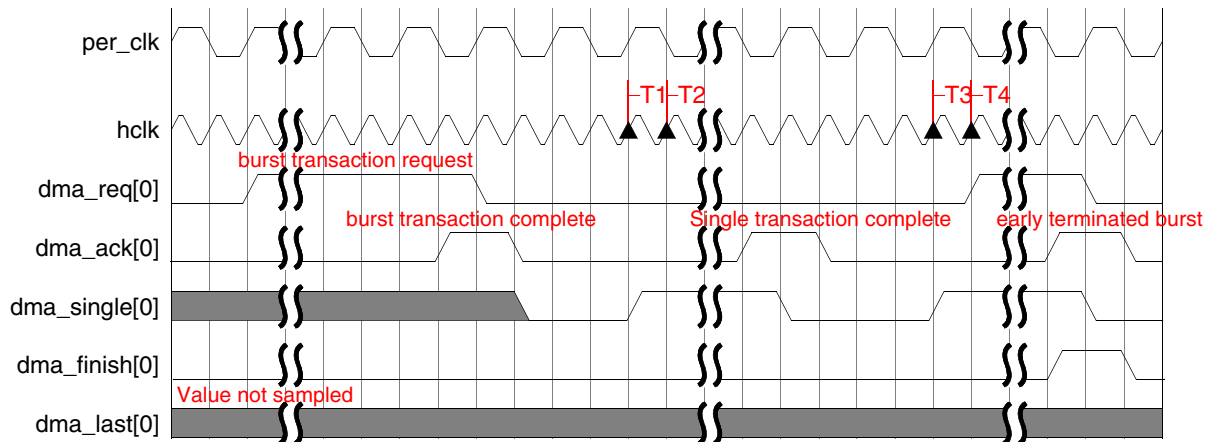 per_clk
T1 T2 T3 T4
hclk
burst transaction request
dma_req[0]
burst transaction complete Single transaction complete early terminated burst
dma_ack[0]
dma_single[0]
dma_finish[0]
Value not sampled
dma_last[0]